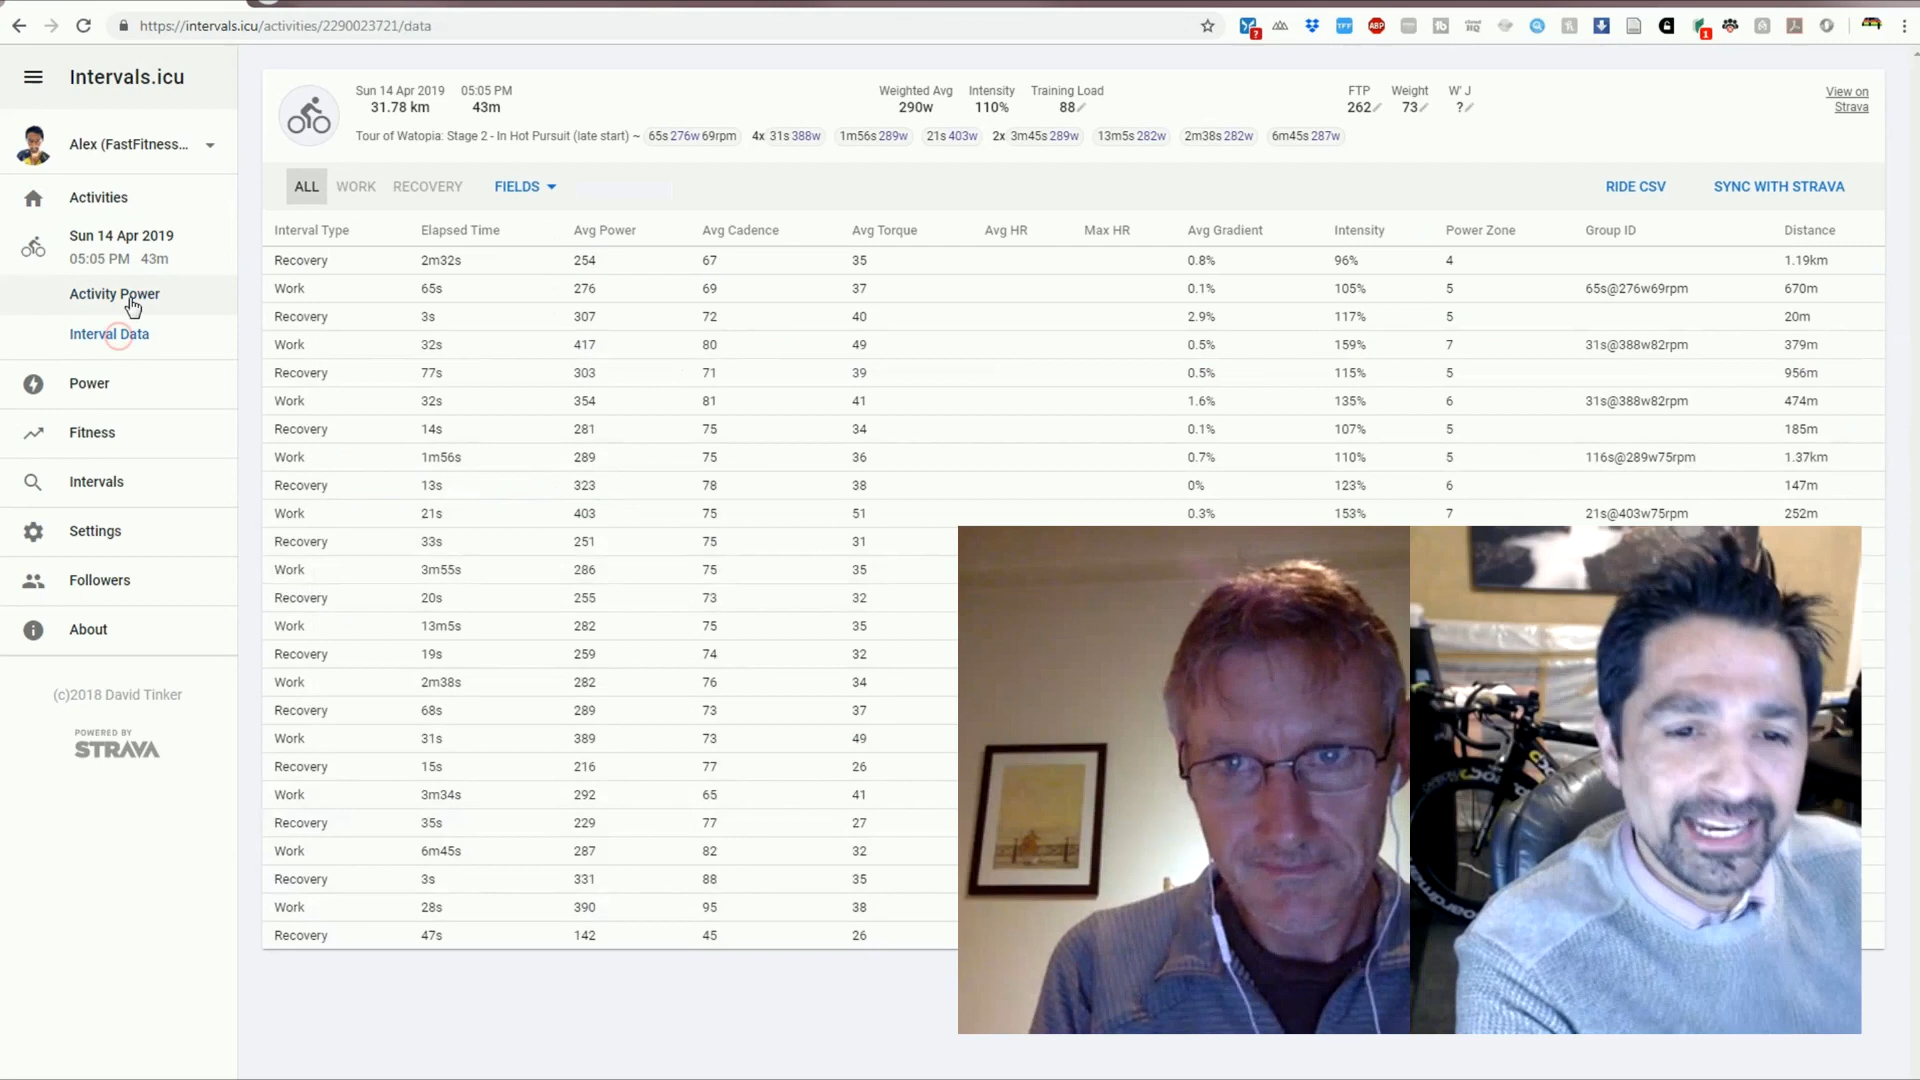 https://intervals.icu/activities/2290023721/data
Intervals.icu
Alex (FastFitness...
Activities
Sun 14 Apr 2019
05:05 PM 43m
Activity Power
Interval Data
Power
Fitness
Intervals
Settings
Followers
About
(c)2018 David Tinker
POWERED BY
STRAVA
Sun 14 Apr 2019 05:05 PM Weighted Avg Intensity Training Load FTP Weight W' J View on
31.78 km 43m 290w 110% 88 262 73 ? Strava
Tour of Watopia: Stage 2 - In Hot Pursuit (late start) ~ 65s 276w 69rpm 4x 31s 388w 1m56s 289w 21s 403w 2x 3m45s 289w 13m5s 282w 2m38s 282w 6m45s 287w
ALL WORK RECOVERY FIELDS RIDE CSV SYNC WITH STRAVA
Interval Type Elapsed Time Avg Power Avg Cadence Avg Torque Avg HR Max HR Avg Gradient Intensity Power Zone Group ID Distance
Recovery 2m32s 254 67 35 0.8% 96% 4 1.19km
Work 65s 276 69 37 0.1% 105% 5 65s@276w69rpm 670m
Recovery 3s 307 72 40 2.9% 117% 5 20m
Work 32s 417 80 49 0.5% 159% 7 31s@388w82rpm 379m
Recovery 77s 303 71 39 0.5% 115% 5 956m
Work 32s 354 81 41 1.6% 135% 6 31s@388w82rpm 474m
Recovery 14s 281 75 34 0.1% 107% 5 185m
Work 1m56s 289 75 36 0.7% 110% 5 116s@289w75rpm 1.37km
Recovery 13s 323 78 38 0% 123% 6 147m
Work 21s 403 75 51 0.3% 153% 7 21s@403w75rpm 252m
Recovery 33s 251 75 31
Work 3m55s 286 75 35
Recovery 20s 255 73 32
Work 13m5s 282 75 35
Recovery 19s 259 74 32
Work 2m38s 282 76 34
Recovery 68s 289 73 37
Work 31s 389 73 49
Recovery 15s 216 77 26
Work 3m34s 292 65 41
Recovery 35s 229 77 27
Work 6m45s 287 82 32
Recovery 3s 331 88 35
Work 28s 390 95 38
Recovery 47s 142 45 26